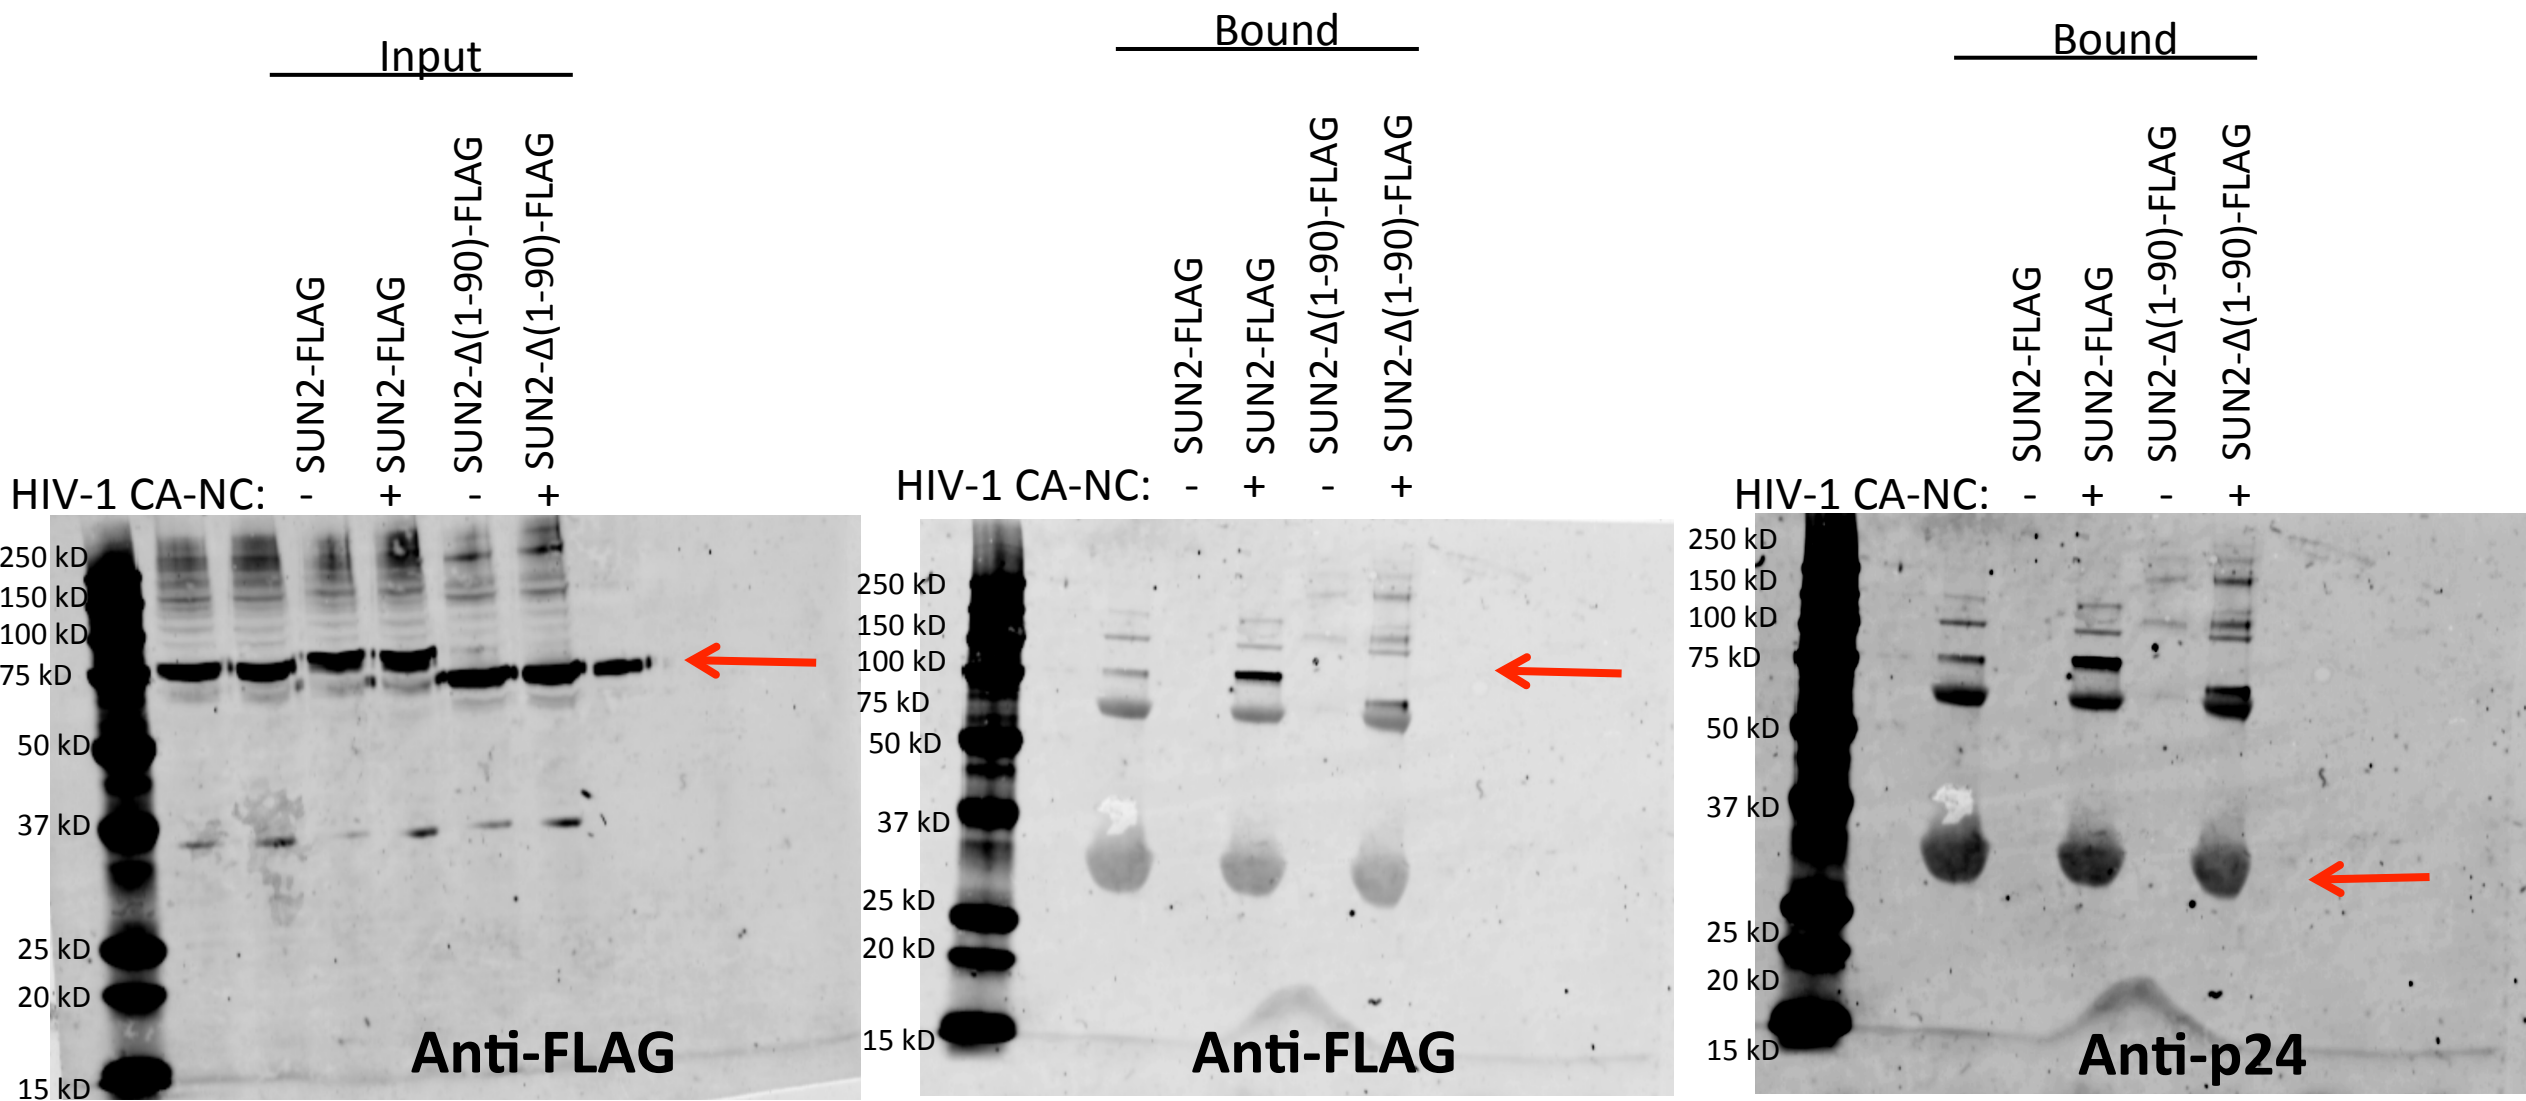 Input
SUN2-FLAG
SUN2-FLAG
SUN2-Δ(1-90)-FLAG
SUN2-Δ(1-90)-FLAG
HIV-1 CA-NC: - + - +
250 kD
150 kD
100 kD
75 kD
50 kD
37 kD
25 kD
20 kD
15 kD
Anti-FLAG
Bound
SUN2-FLAG
SUN2-FLAG
SUN2-Δ(1-90)-FLAG
SUN2-Δ(1-90)-FLAG
HIV-1 CA-NC: - + - +
250 kD
150 kD
100 kD
75 kD
50 kD
37 kD
25 kD
20 kD
15 kD
Anti-FLAG
Bound
SUN2-FLAG
SUN2-FLAG
SUN2-Δ(1-90)-FLAG
SUN2-Δ(1-90)-FLAG
HIV-1 CA-NC: - + - +
250 kD
150 kD
100 kD
75 kD
50 kD
37 kD
25 kD
20 kD
15 kD
Anti-p24